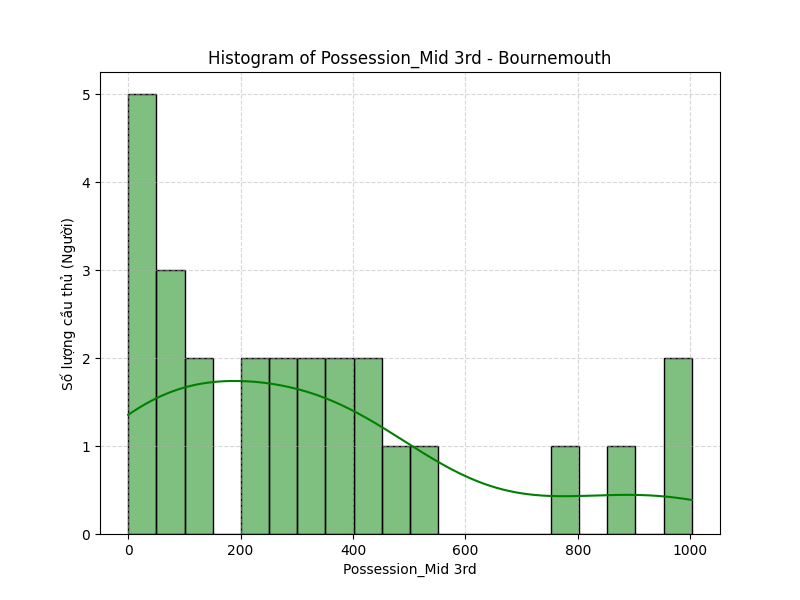 Histogram of Possession_Mid 3rd - Bournemouth
Số lượng cầu thủ (Người)
5
4
3
2
1
0
0 200 400 600 800 1000
Possession_Mid 3rd